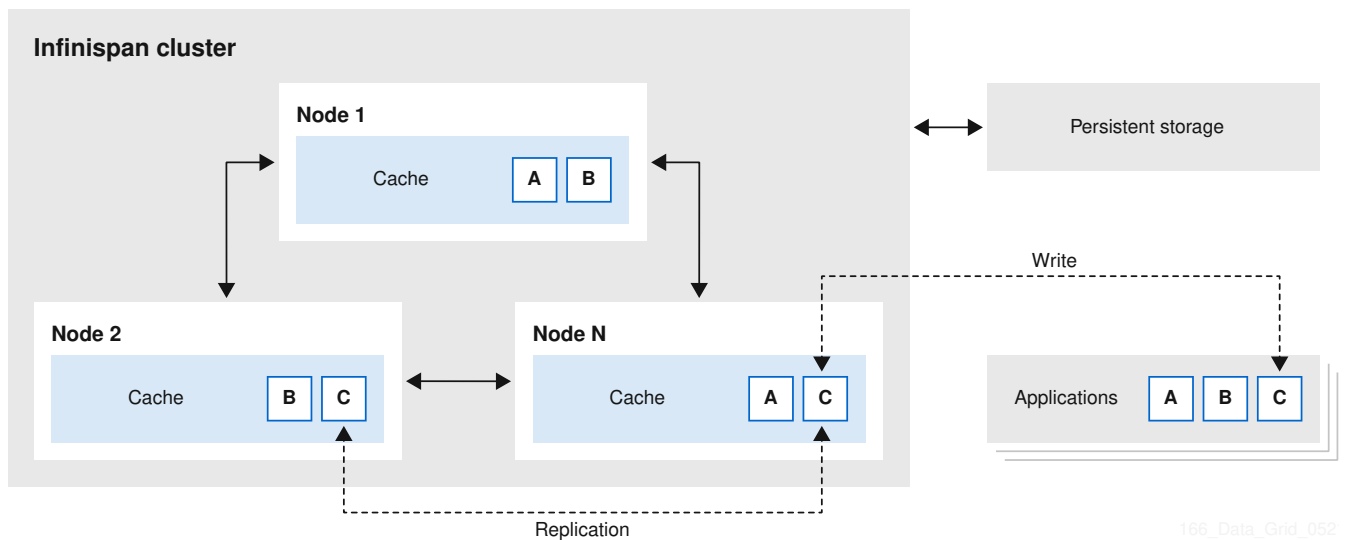 Infinispan cluster
Node 1
Cache
A
B
Persistent storage
Write
Node 2
Cache
B
C
Node N
Cache
A
C
Applications
A
B
C
Replication
166_Data_Grid_052